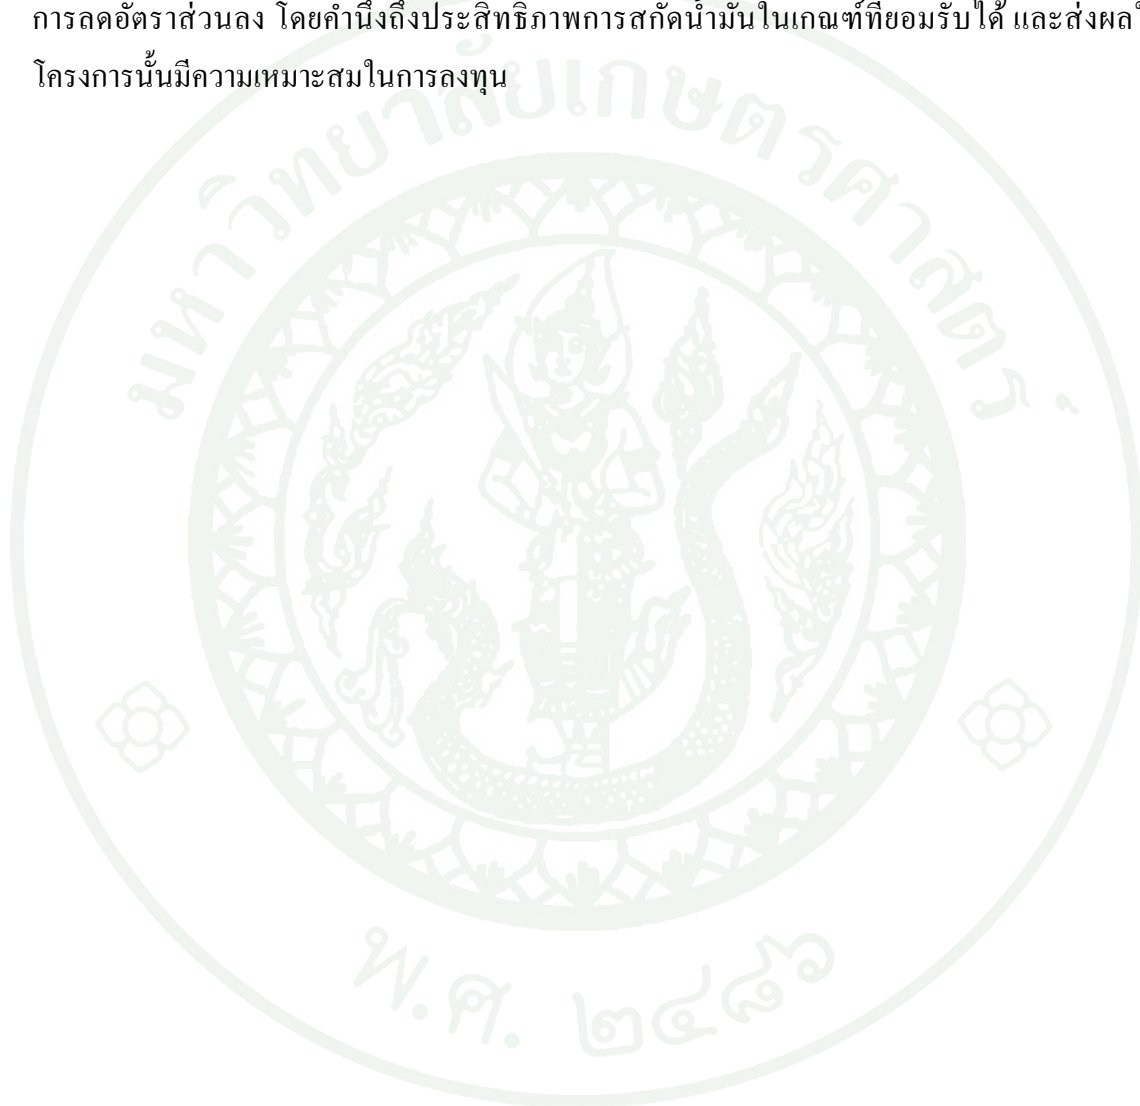 การลดอัตราส่วนลง โดยคำนึงถึงประสิทธิภาพการสกัดน้ำมันในเกณฑ์ที่ยอมรับได้ และส่งผล
โครงการนั้นมีความเหมาะสมในการลงทุน
มหาวิทยาลัยเกษตรศาสตร์
พ.ศ. ๒๔๘๖